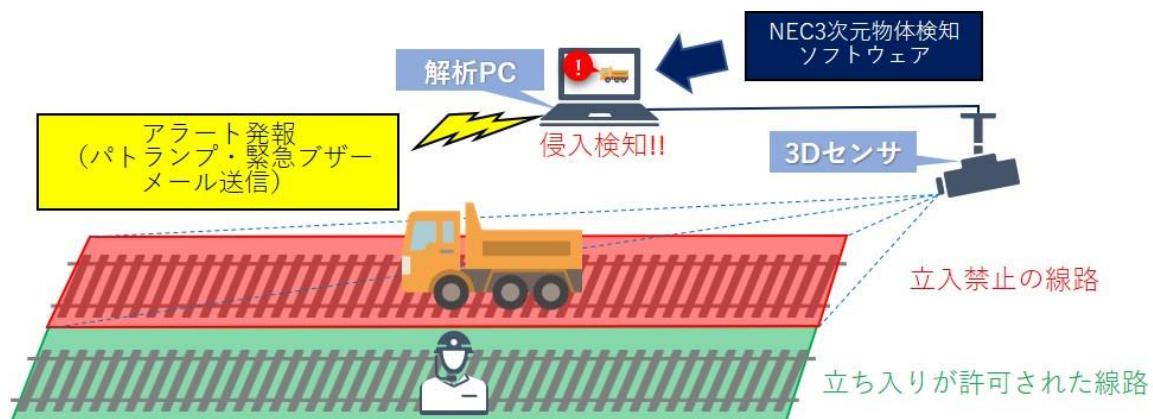 NEC3次元物体検知
ソフトウェア
解析PC
!
侵入検知!!
アラート発報
（パトランプ・緊急ブザー
メール送信）
3Dセンサ
立入禁止の線路
立ち入りが許可された線路